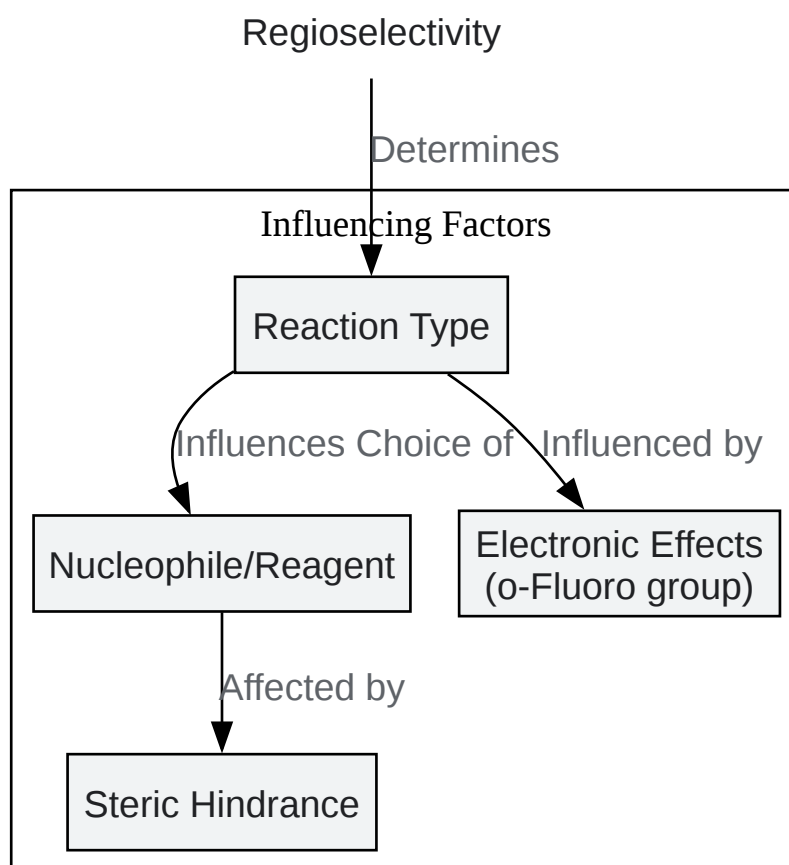 Regioselectivity
Determines
Influencing Factors
Reaction Type
Influences Choice of
Influenced by
Nucleophile/Reagent
Electronic Effects
(o-Fluoro group)
Affected by
Steric Hindrance